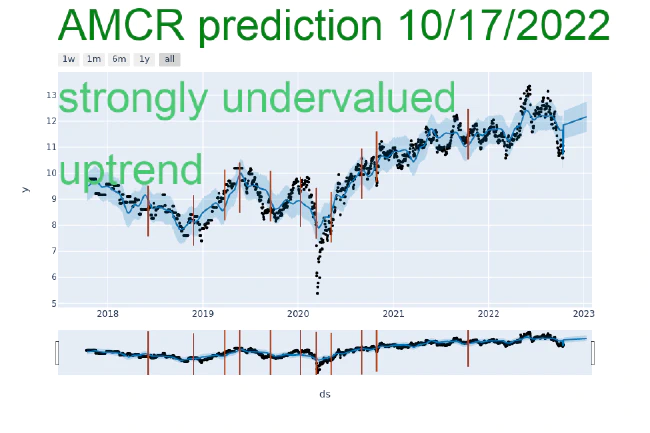 AMCR prediction 10/17/2022
1w 1m 6m 1y all
strongly undervalued
uptrend
13
12
11
10
9
8
7
6
5
y
2018 2019 2020 2021 2022 2023
ds